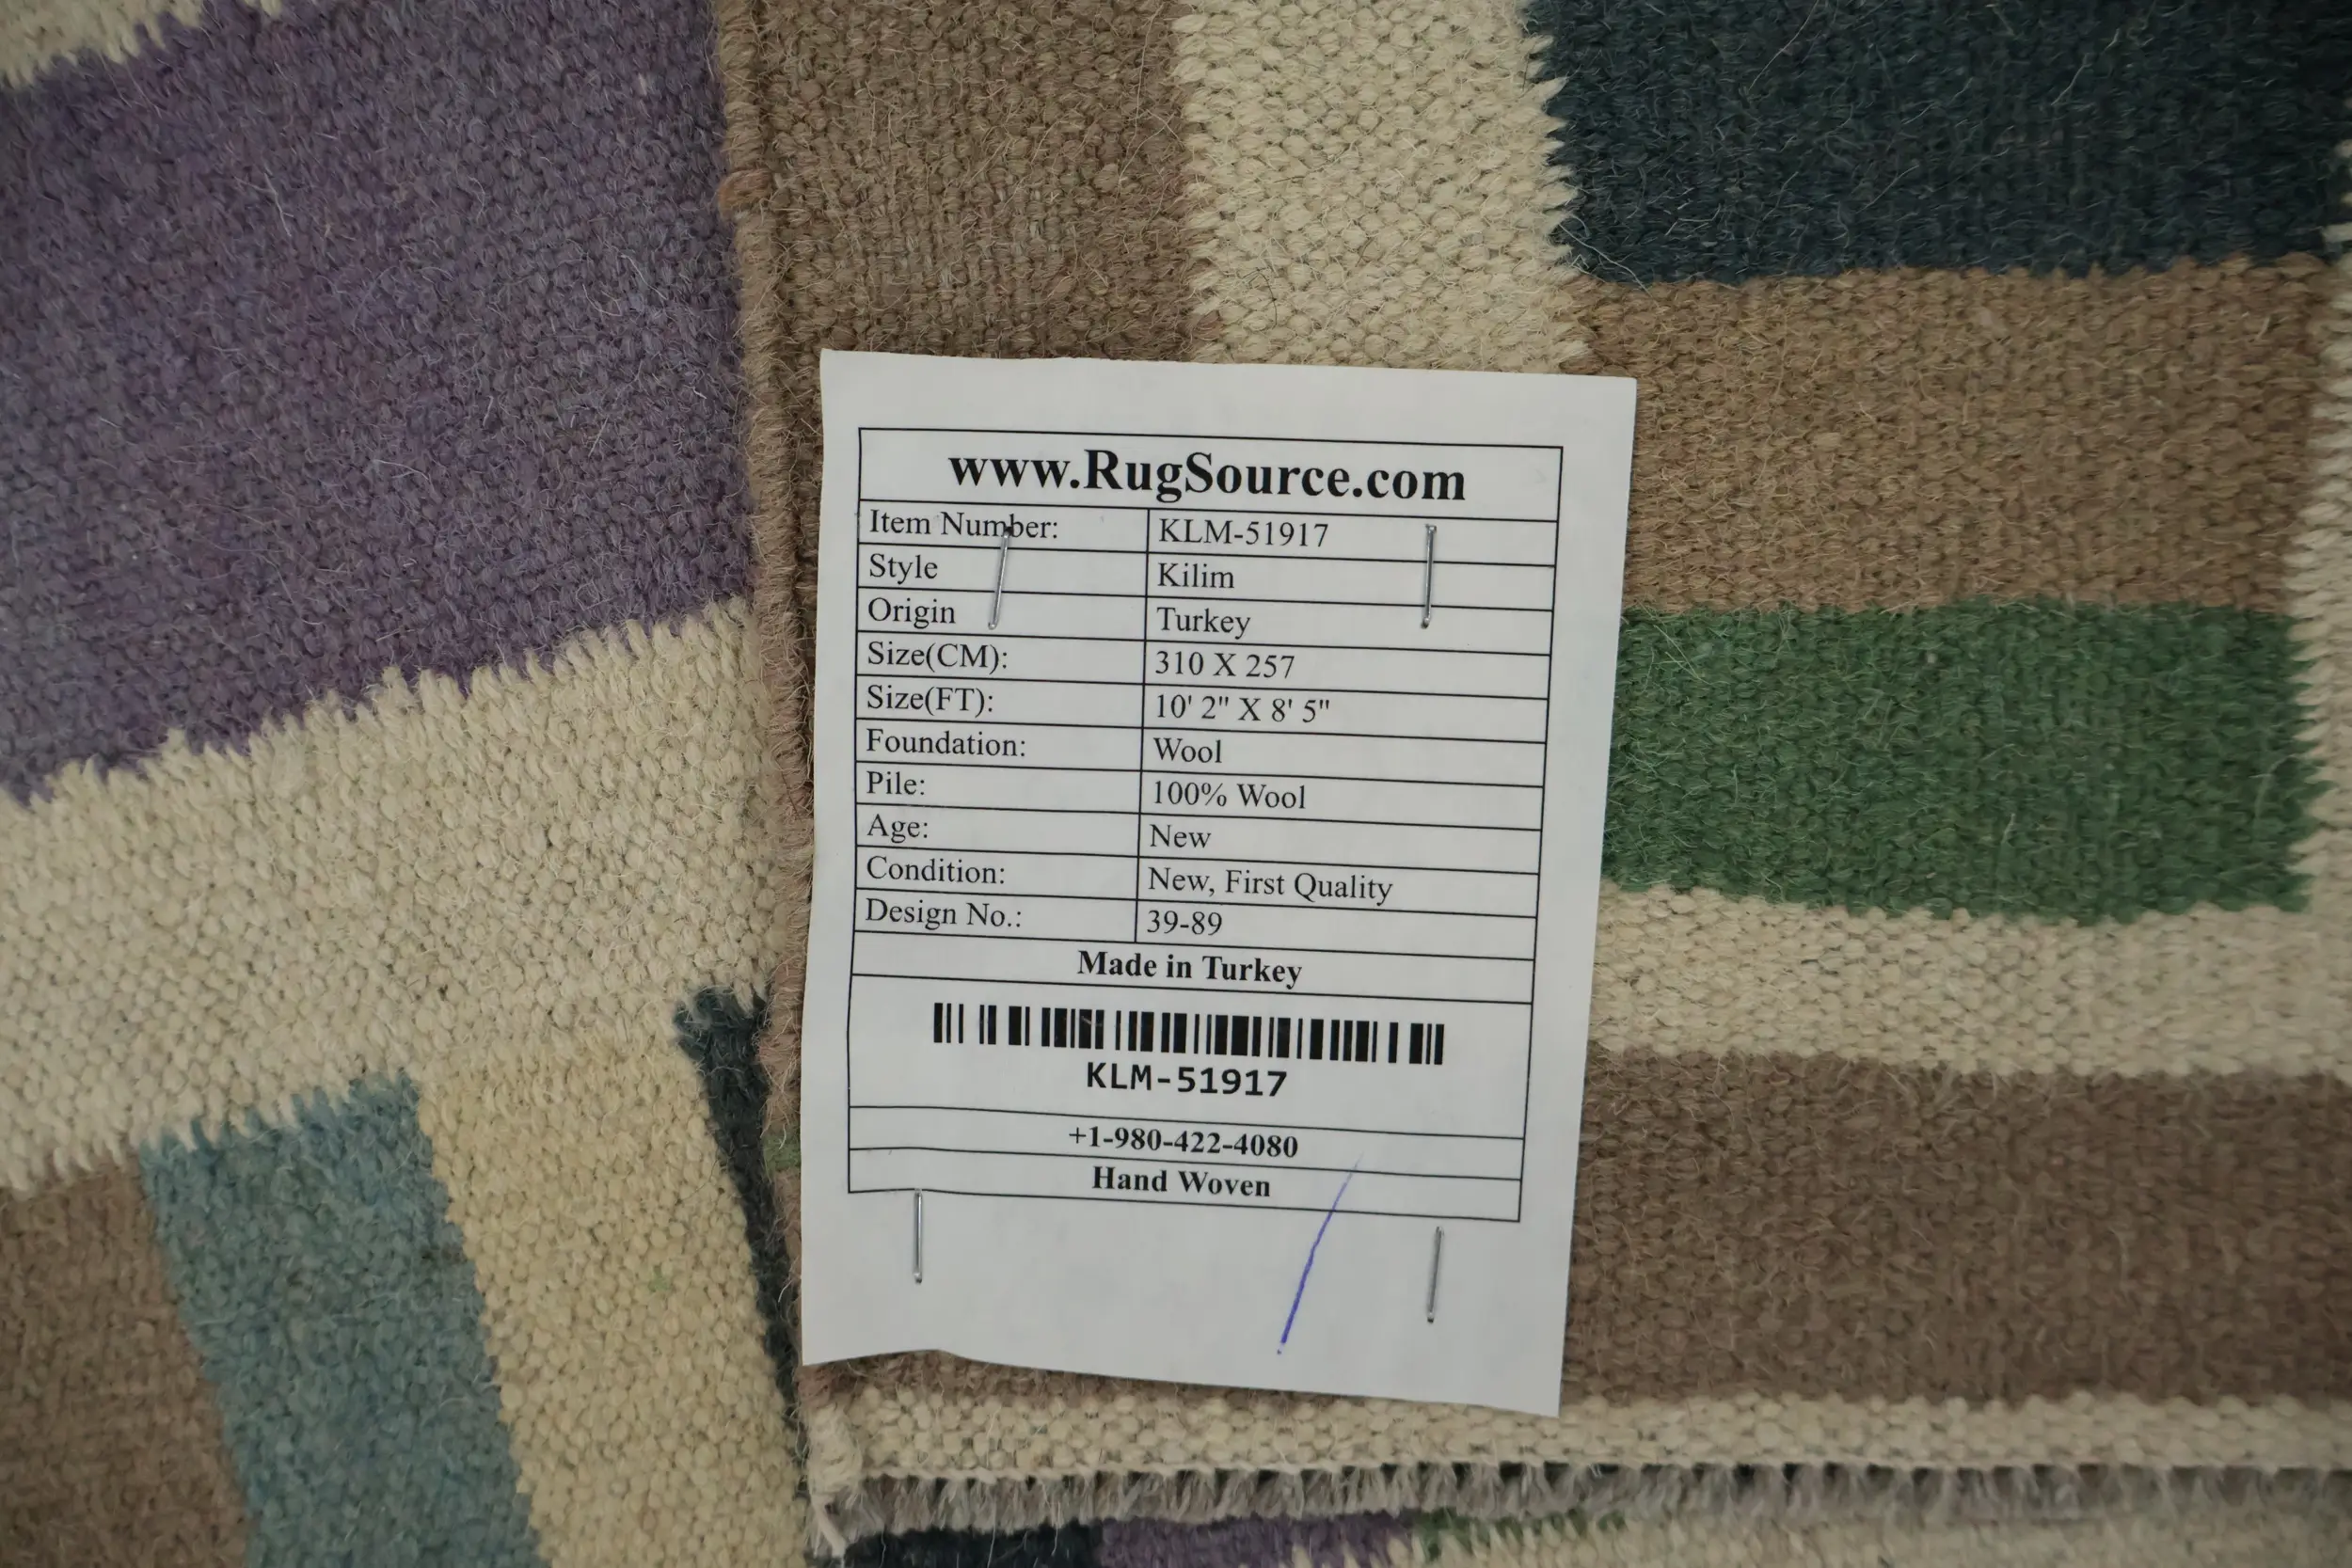 www.RugSource.com
Item Number: KLM-51917
Style Kilim
Origin Turkey
Size(CM): 310 X 257
Size(FT): 10' 2" X 8' 5"
Foundation: Wool
Pile: 100% Wool
Age: New
Condition: New, First Quality
Design No.: 39-89
Made in Turkey
KLM-51917
+1-980-422-4080
Hand Woven